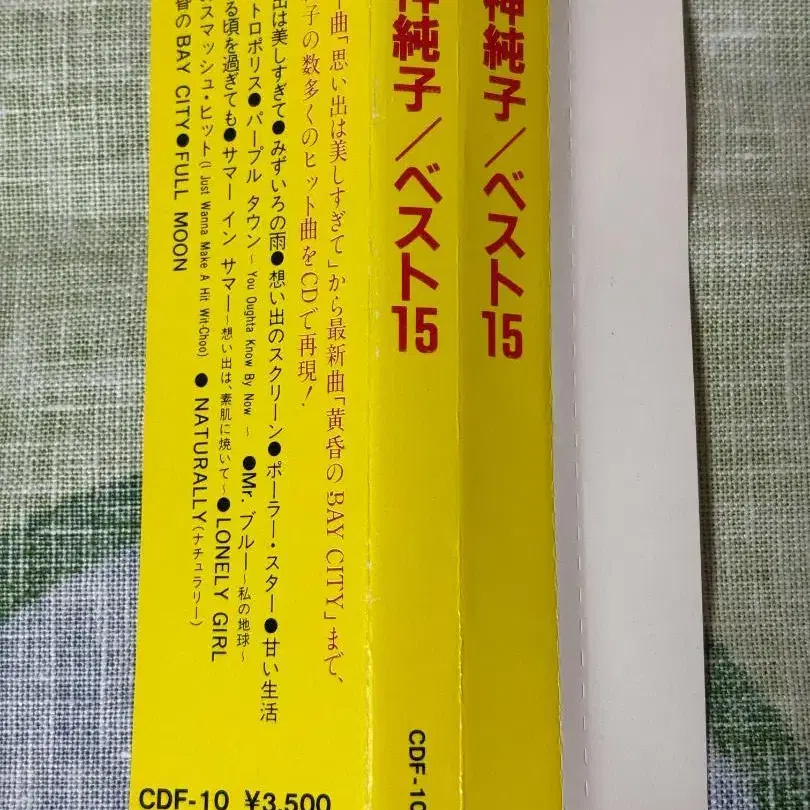 神純子／ベスト15
神純子／ベスト15
CDF-10
曲「思い出は美しすぎて」から最新曲「黄昏のBAY CITY」まで、
子の数多くのヒット曲をCDで再現！
出は美しすぎて●みずいろの雨●想い出のスクリーン●ポーラー・スター●甘い生活
トロポリス●パープル タウン～You Oughta Know By Now～●Mr. ブルー～私の地球～
る頃を過ぎても●サマー イン サマー～想い出は、素肌に焼いて～●LONELY GIRL
スマッシュ・ヒット(I Just Wanna Make A Hit Wit-Choo)●NATURALLY(ナチュラリー)
昏のBAY CITY●FULL MOON
CDF-10 ¥3,500